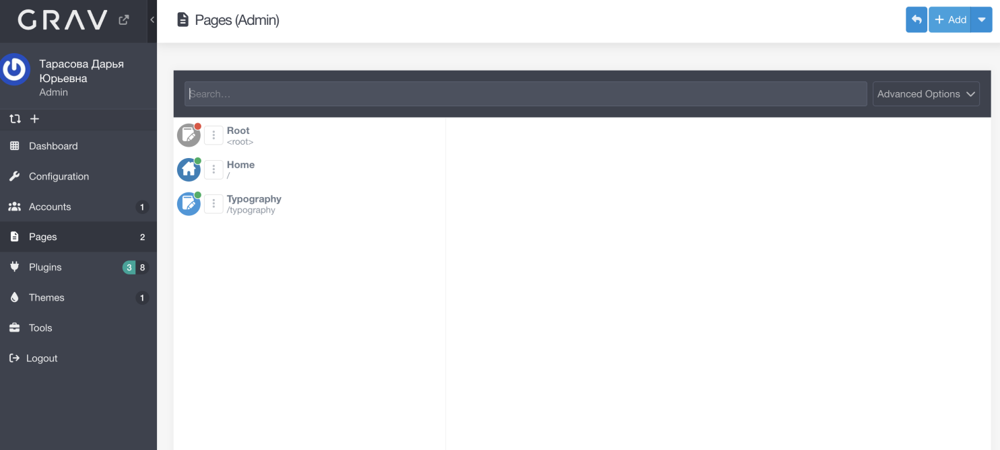 GRAV
Pages (Admin)
Add
Тарасова Дарья
Юрьевна
Admin
Search...
Advanced Options
Dashboard
Configuration
Accounts 1
Pages 2
Plugins 3 8
Themes 1
Tools
Logout
Root
<root>
Home
/
Typography
/typography